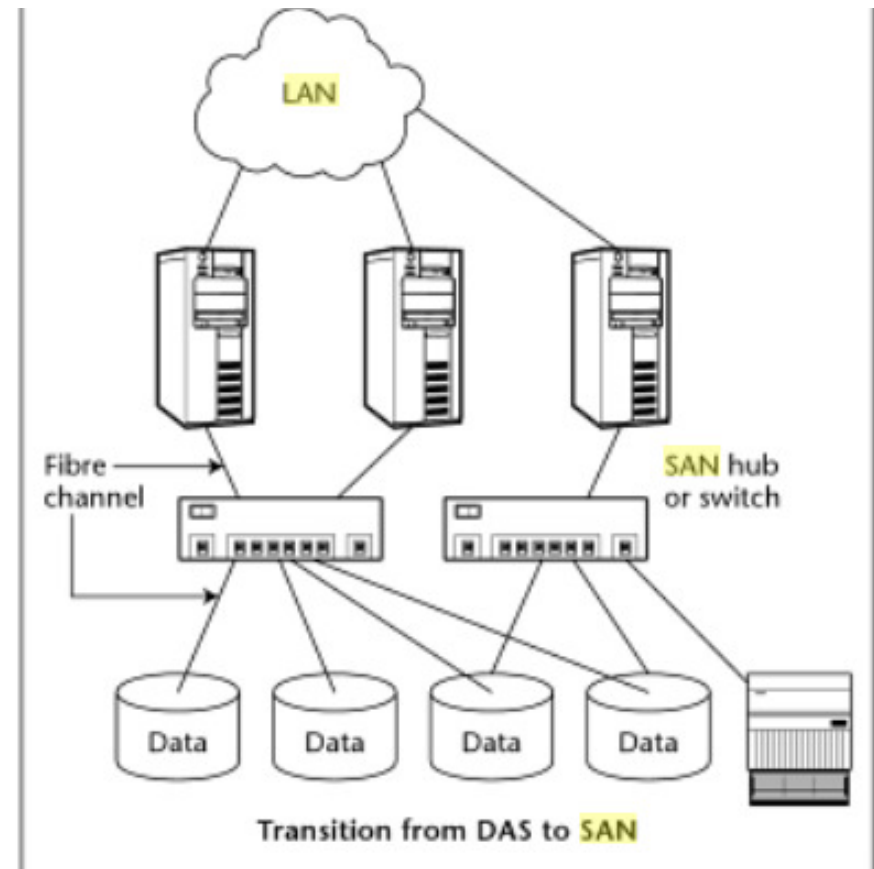 LAN
Fibre
channel
SAN hub
or switch
Data
Data
Data
Data
Transition from DAS to SAN